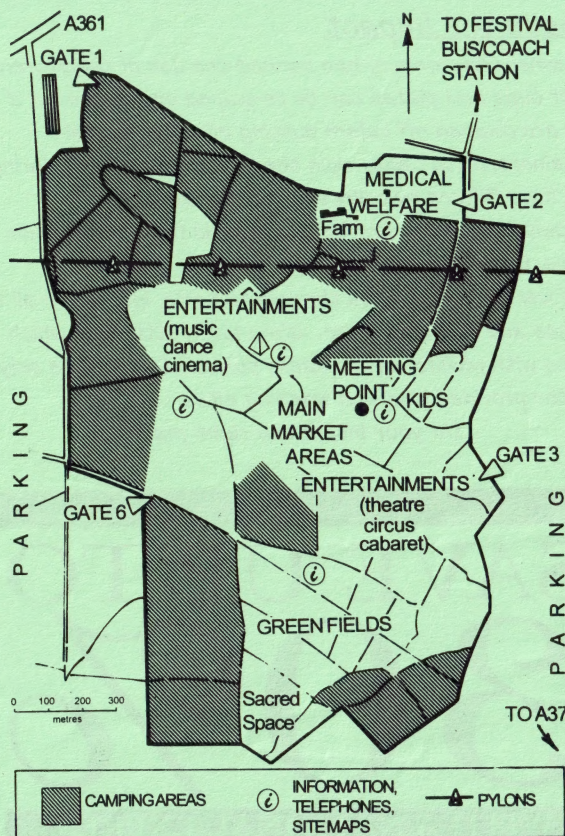 A361
GATE 1
N
TO FESTIVAL
BUS/COACH
STATION
MEDICAL
WELFARE
GATE 2
Farm
i
ENTERTAINMENTS
(music
dance
cinema)
i
i
MEETING
POINT
i
KIDS
MAIN
MARKET
AREAS
PARKING
GATE 3
ENTERTAINMENTS
(theatre
circus
cabaret)
GATE 6
i
PARKING
GREEN FIELDS
Sacred
Space
0 100 200 300
metres
TO A37
CAMPING AREAS
i
INFORMATION,
TELEPHONES,
SITE MAPS
PYLONS